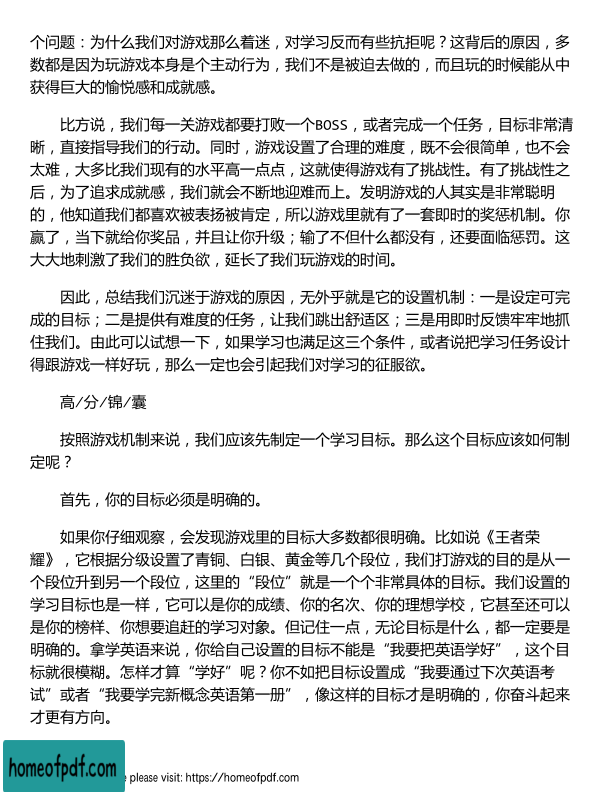 个问题：为什么我们对游戏那么着迷，对学习反而有些抗拒呢？这背后的原因，多
数都是因为玩游戏本身是个主动行为，我们不是被迫去做的，而且玩的时候能从中
获得巨大的愉悦感和成就感。
比方说，我们每一关游戏都要打败一个BOSS，或者完成一个任务，目标非常清
晰，直接指导我们的行动。同时，游戏设置了合理的难度，既不会很简单，也不会
太难，大多比我们现有的水平高一点点，这就使得游戏有了挑战性。有了挑战性之
后，为了追求成就感，我们就会不断地迎难而上。发明游戏的人其实是非常聪明
的，他知道我们都喜欢被表扬被肯定，所以游戏里就有了一套即时的奖惩机制。你
赢了，当下就给你奖品，并且让你升级；输了不但什么都没有，还要面临惩罚。这
大大地刺激了我们的胜负欲，延长了我们玩游戏的时间。
因此，总结我们沉迷于游戏的原因，无外乎就是它的设置机制：一是设定可完
成的目标；二是提供有难度的任务，让我们跳出舒适区；三是用即时反馈牢牢地抓
住我们。由此可以试想一下，如果学习也满足这三个条件，或者说把学习任务设计
得跟游戏一样好玩，那么一定也会引起我们对学习的征服欲。
高/分/锦/囊
按照游戏机制来说，我们应该先制定一个学习目标。那么这个目标应该如何制
定呢？
首先，你的目标必须是明确的。
如果你仔细观察，会发现游戏里的目标大多数都很明确。比如说《王者荣
耀》，它根据分级设置了青铜、白银、黄金等几个段位，我们打游戏的目的是从一
个段位升到另一个段位，这里的“段位”就是一个个非常具体的目标。我们设置的
学习目标也是一样，它可以是你的成绩、你的名次、你的理想学校，它甚至还可以
是你的榜样、你想要追赶的学习对象。但记住一点，无论目标是什么，都一定要是
明确的。拿学英语来说，你给自己设置的目标不能是“我要把英语学好”，这个目
标就很模糊。怎样才算“学好”呢？你不如把目标设置成“我要通过下次英语考
试”或者“我要学完新概念英语第一册”，像这样的目标才是明确的，你奋斗起来
才更有方向。
homeofpdf.com
please visit: https://homeofpdf.com